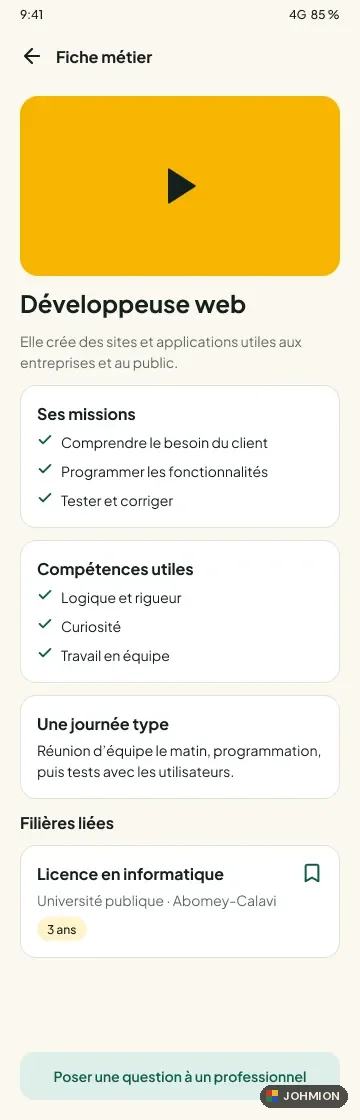 9:41
4G 85 %
Fiche métier
Développeuse web
Elle crée des sites et applications utiles aux
entreprises et au public.
Ses missions
Comprendre le besoin du client
Programmer les fonctionnalités
Tester et corriger
Compétences utiles
Logique et rigueur
Curiosité
Travail en équipe
Une journée type
Réunion d’équipe le matin, programmation,
puis tests avec les utilisateurs.
Filières liées
Licence en informatique
Université publique · Abomey-Calavi
3 ans
Poser une question à un professionnel
JOHMION